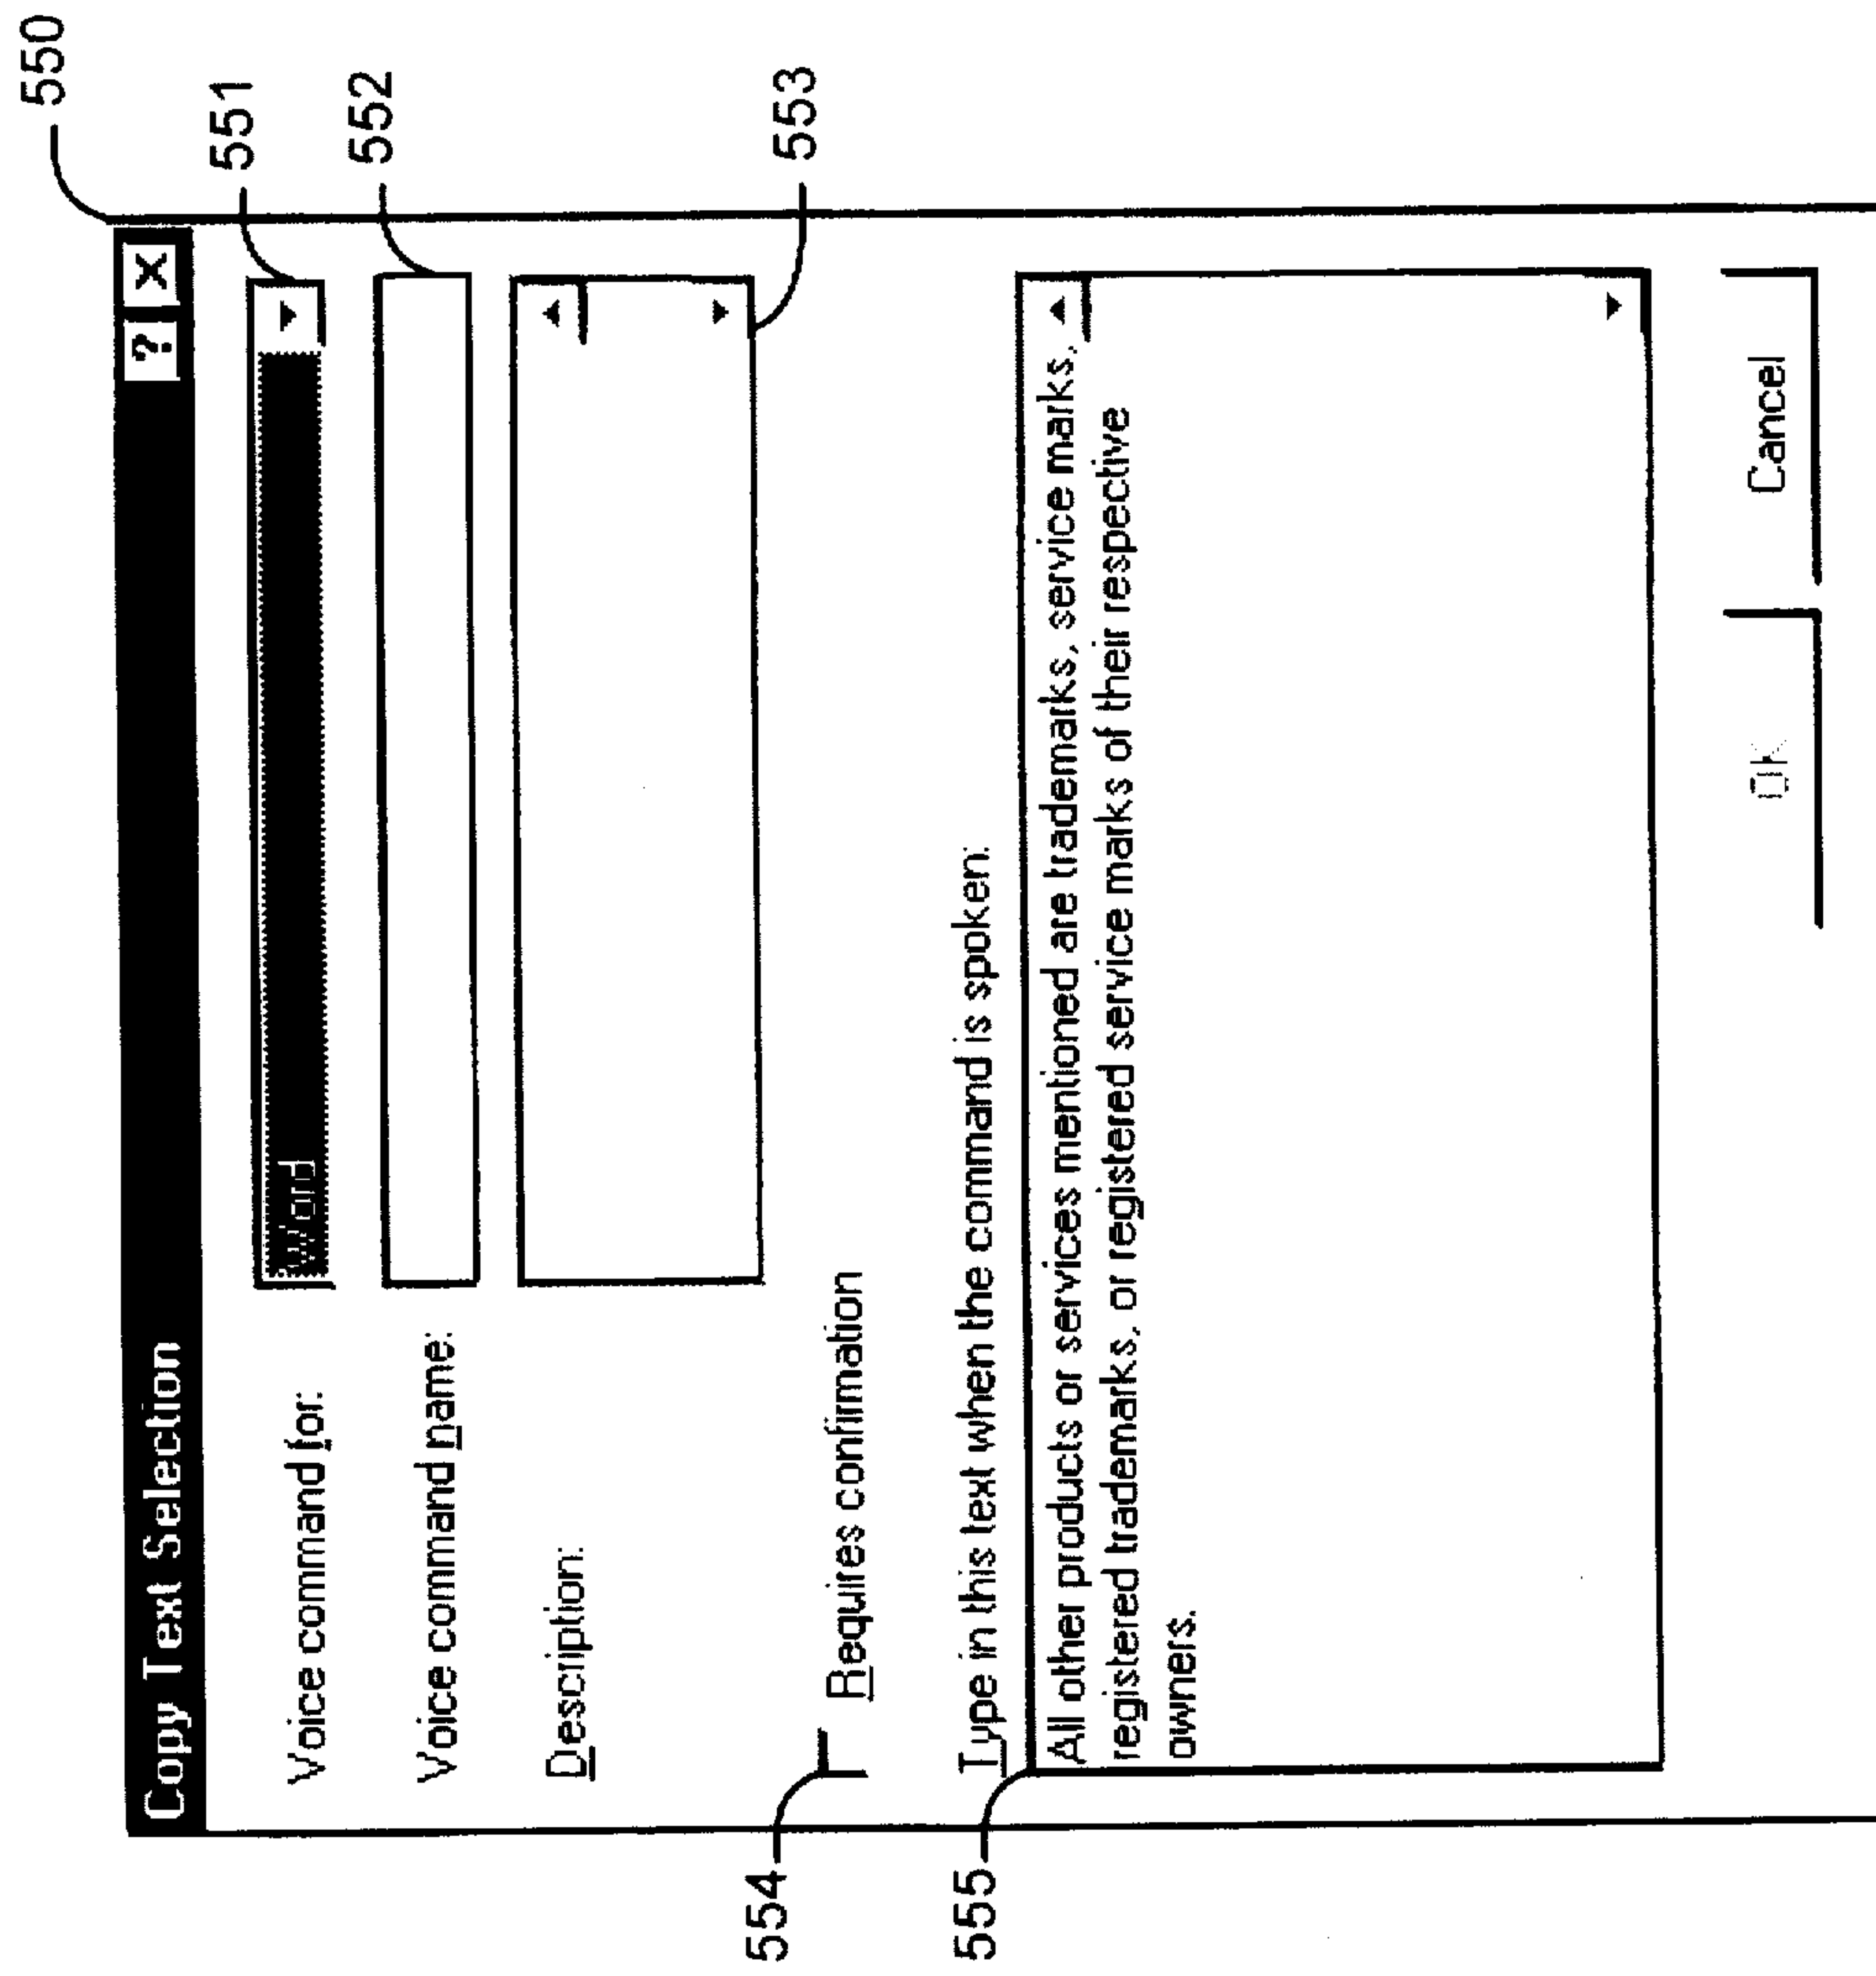 550
Copy Text Selection ? X
551
Voice command for: Word
552
Voice command name:
Description:
553
554
Requires confirmation
Type in this text when the command is spoken:
555
All other products or services mentioned are trademarks, service marks,
registered trademarks, or registered service marks of their respective
owners.
OK Cancel